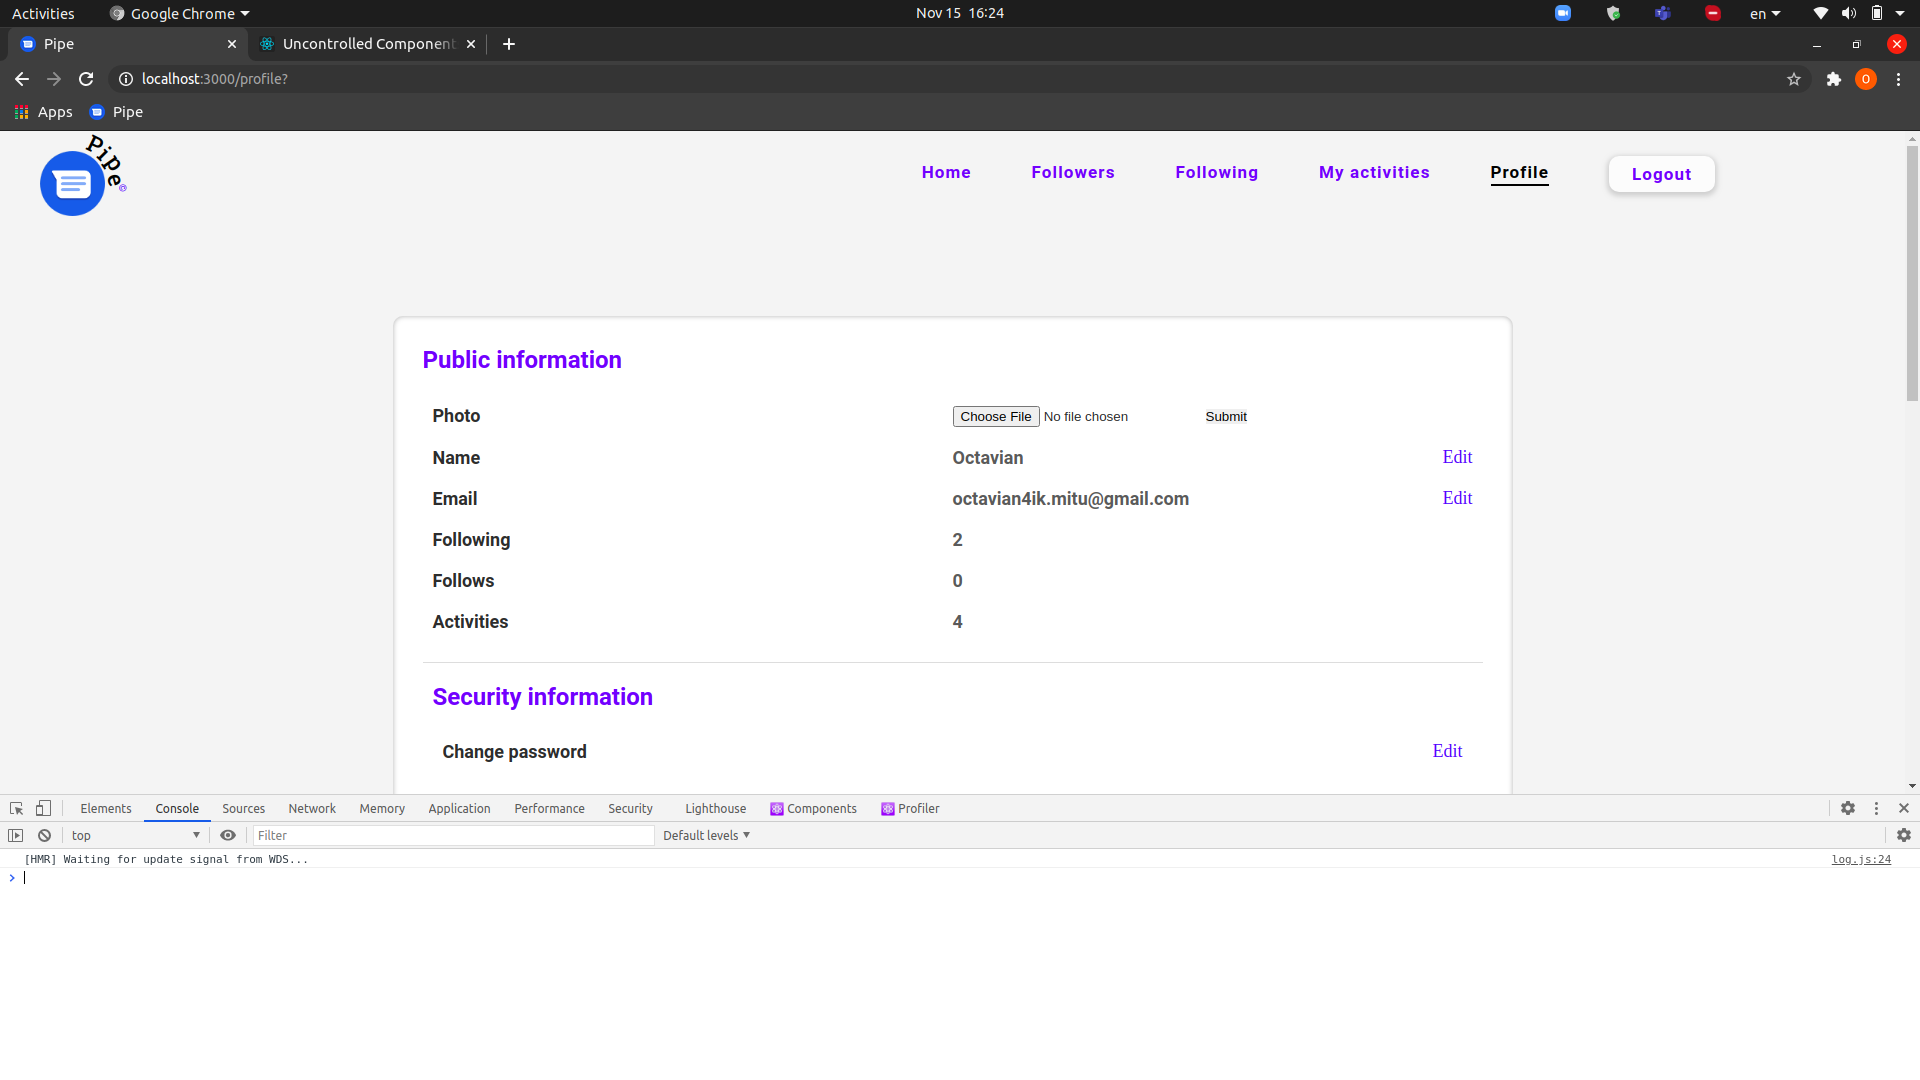 Activities Google Chrome Nov 15 16:24 en
Pipe Uncontrolled Component
localhost:3000/profile? O
Apps Pipe
Pipe
Home Followers Following My activities Profile Logout
Public information
Photo Choose File No file chosen Submit
Name Octavian Edit
Email octavian4ik.mitu@gmail.com Edit
Following 2
Follows 0
Activities 4
Security information
Change password Edit
Elements Console Sources Network Memory Application Performance Security Lighthouse Components Profiler
top Filter Default levels
[HMR] Waiting for update signal from WDS... log.js:24